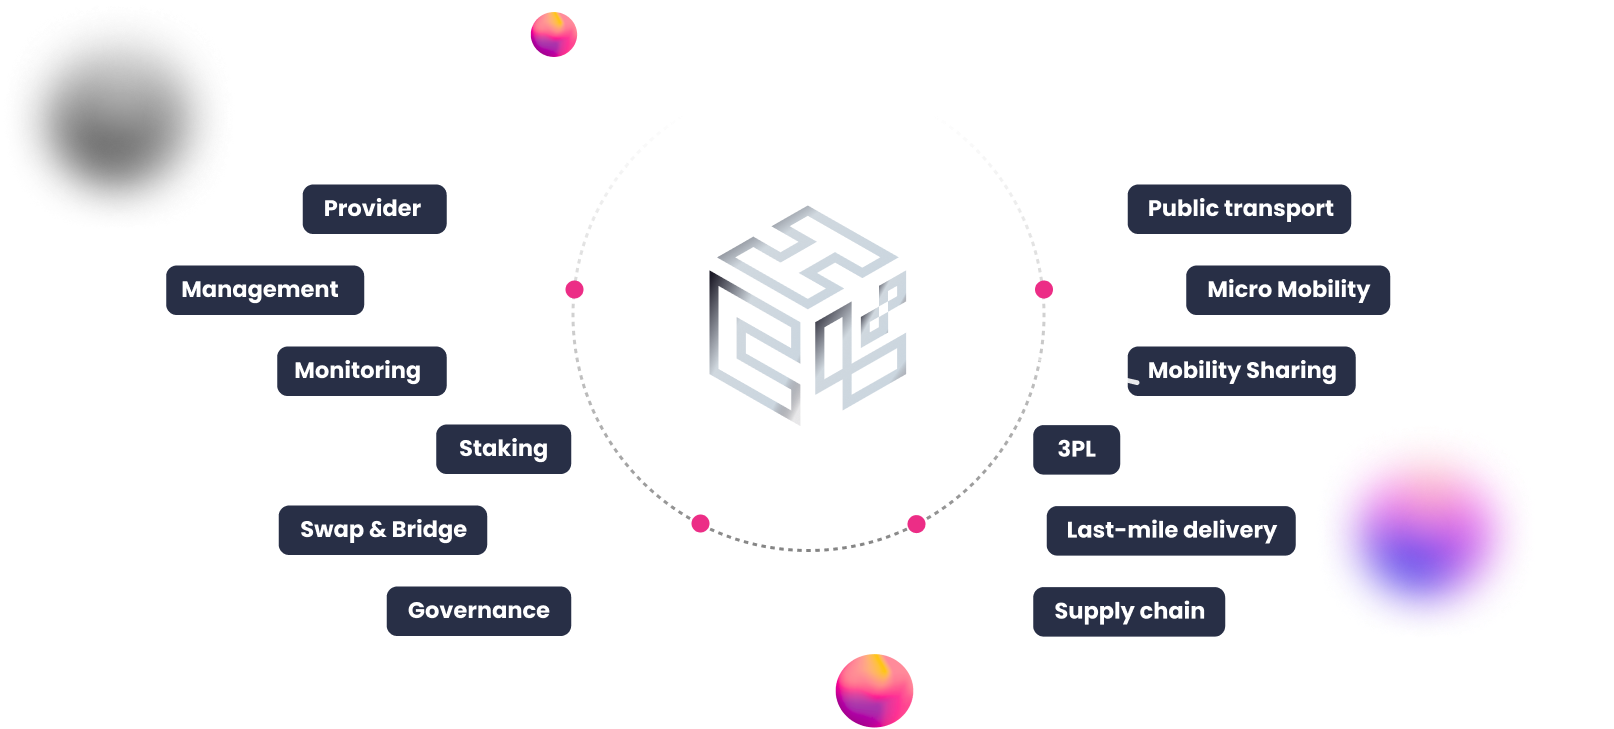 Provider
Management
Monitoring
Staking
Swap & Bridge
Governance
Public transport
Micro Mobility
Mobility Sharing
3PL
Last-mile delivery
Supply chain